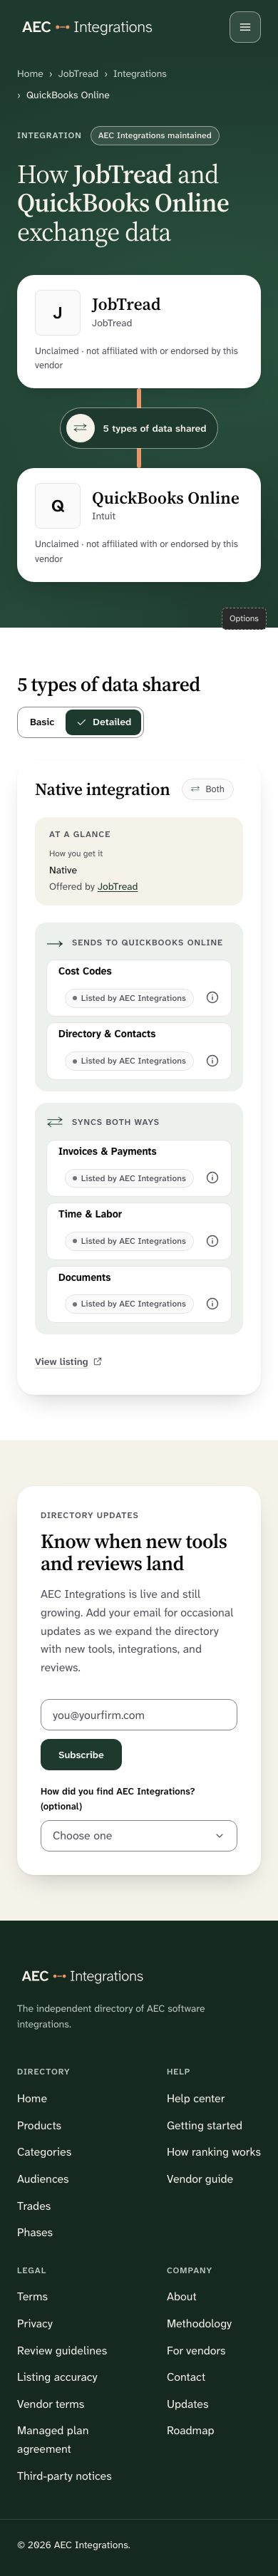 AEC Integrations
Home › JobTread › Integrations
› QuickBooks Online
INTEGRATION AEC Integrations maintained
How JobTread and
QuickBooks Online
exchange data
J
JobTread
JobTread
Unclaimed · not affiliated with or endorsed by this
vendor
5 types of data shared
Q
QuickBooks Online
Intuit
Unclaimed · not affiliated with or endorsed by this
vendor
Options
5 types of data shared
Basic Detailed
Native integration Both
AT A GLANCE
How you get it
Native
Offered by JobTread
SENDS TO QUICKBOOKS ONLINE
Cost Codes
Listed by AEC Integrations
Directory & Contacts
Listed by AEC Integrations
SYNCS BOTH WAYS
Invoices & Payments
Listed by AEC Integrations
Time & Labor
Listed by AEC Integrations
Documents
Listed by AEC Integrations
View listing
DIRECTORY UPDATES
Know when new tools
and reviews land
AEC Integrations is live and still
growing. Add your email for occasional
updates as we expand the directory
with new tools, integrations, and
reviews.
you@yourfirm.com
Subscribe
How did you find AEC Integrations?
(optional)
Choose one
AEC Integrations
The independent directory of AEC software
integrations.
DIRECTORY
Home
Products
Categories
Audiences
Trades
Phases
HELP
Help center
Getting started
How ranking works
Vendor guide
LEGAL
Terms
Privacy
Review guidelines
Listing accuracy
Vendor terms
Managed plan
agreement
Third-party notices
COMPANY
About
Methodology
For vendors
Contact
Updates
Roadmap
© 2026 AEC Integrations.